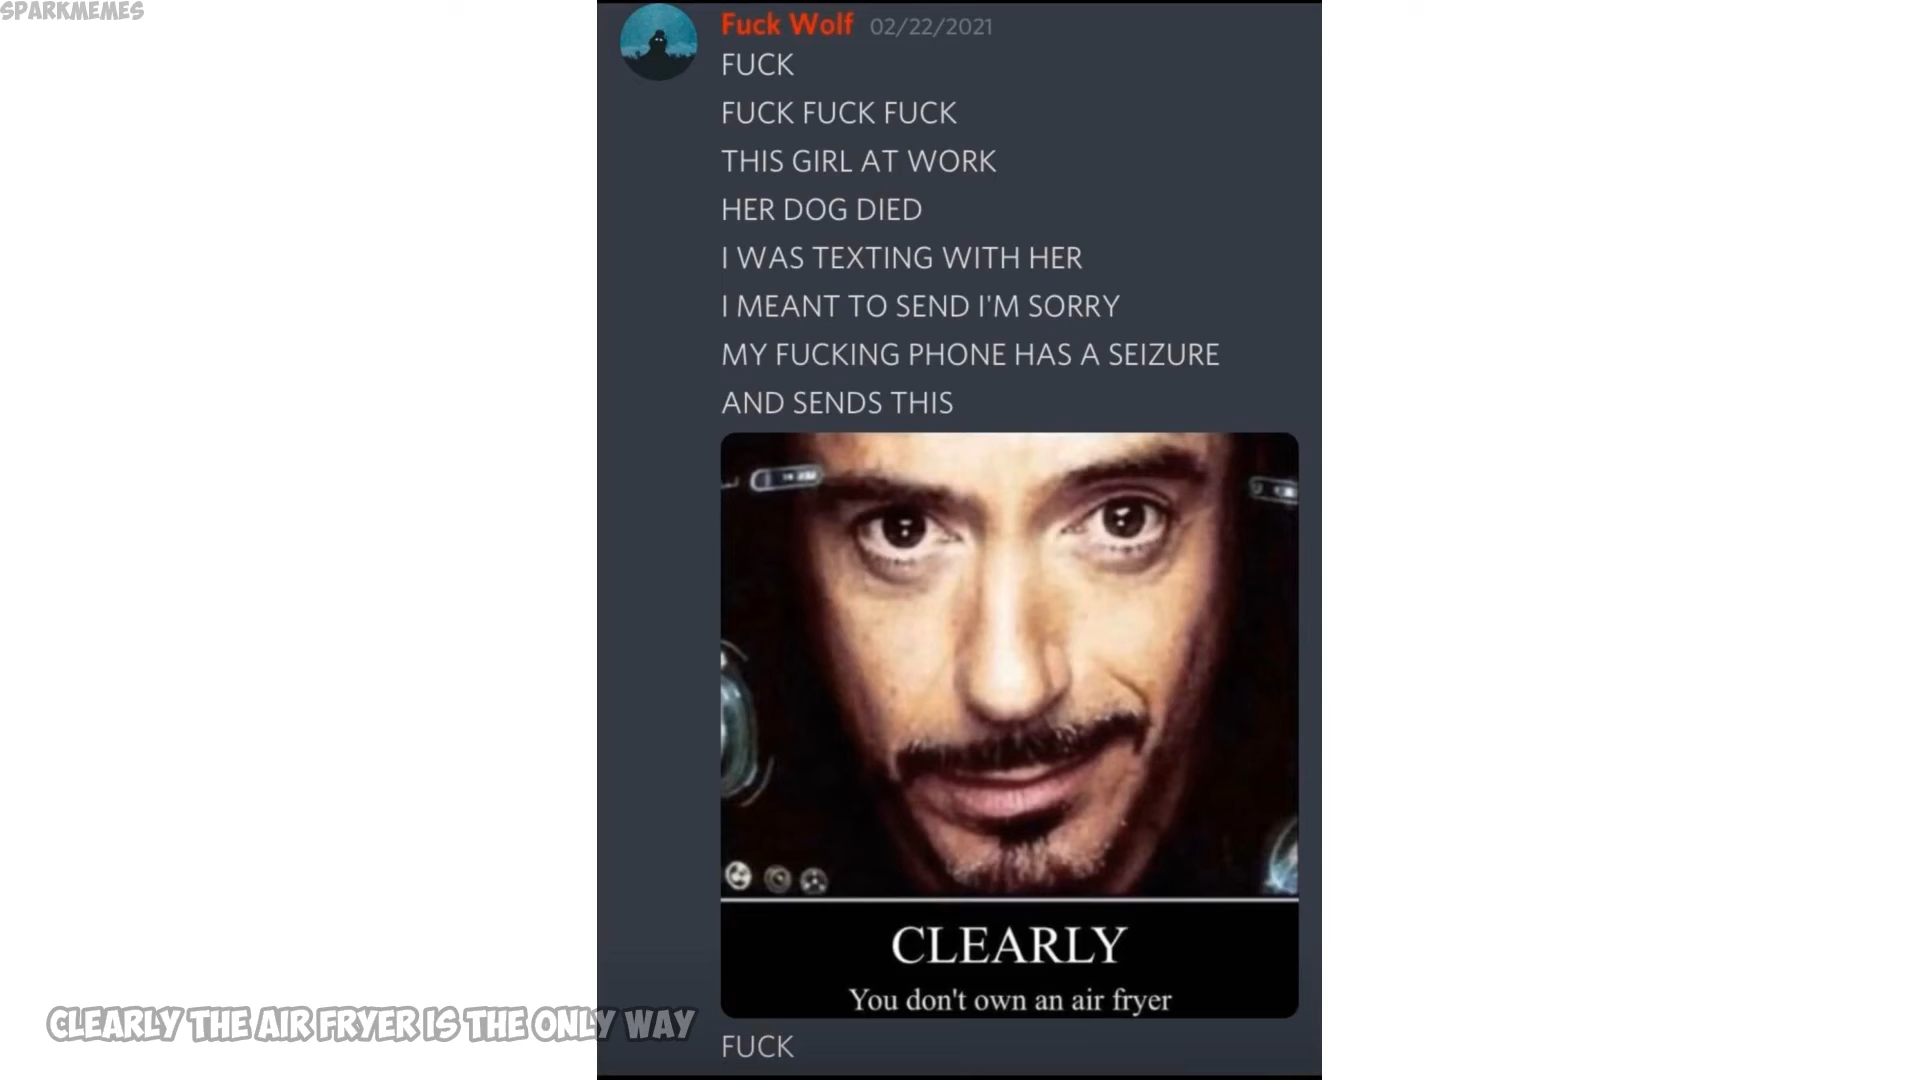 SPARKMEMES
Fuck Wolf 02/22/2021
FUCK
FUCK FUCK FUCK
THIS GIRL AT WORK
HER DOG DIED
I WAS TEXTING WITH HER
I MEANT TO SEND I'M SORRY
MY FUCKING PHONE HAS A SEIZURE
AND SENDS THIS
CLEARLY
You don't own an air fryer
CLEARLY THE AIR FRYER IS THE ONLY WAY
FUCK